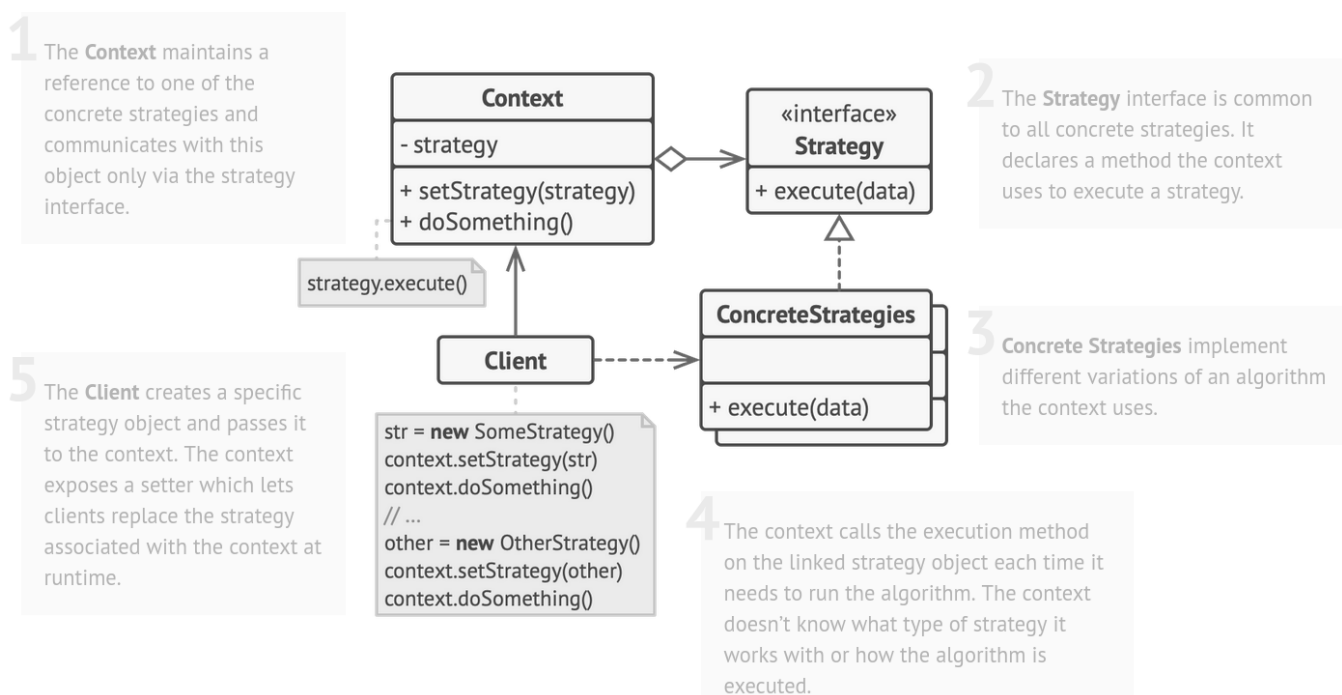 1
The Context maintains a
reference to one of the
concrete strategies and
communicates with this
object only via the strategy
interface.
Context
- strategy
+ setStrategy(strategy)
+ doSomething()
strategy.execute()
«interface»
Strategy
+ execute(data)
2
The Strategy interface is common
to all concrete strategies. It
declares a method the context
uses to execute a strategy.
Client
ConcreteStrategies
+ execute(data)
3
Concrete Strategies implement
different variations of an algorithm
the context uses.
5
The Client creates a specific
strategy object and passes it
to the context. The context
exposes a setter which lets
clients replace the strategy
associated with the context at
runtime.
str = new SomeStrategy()
context.setStrategy(str)
context.doSomething()
// ...
other = new OtherStrategy()
context.setStrategy(other)
context.doSomething()
4
The context calls the execution method
on the linked strategy object each time it
needs to run the algorithm. The context
doesn't know what type of strategy it
works with or how the algorithm is
executed.